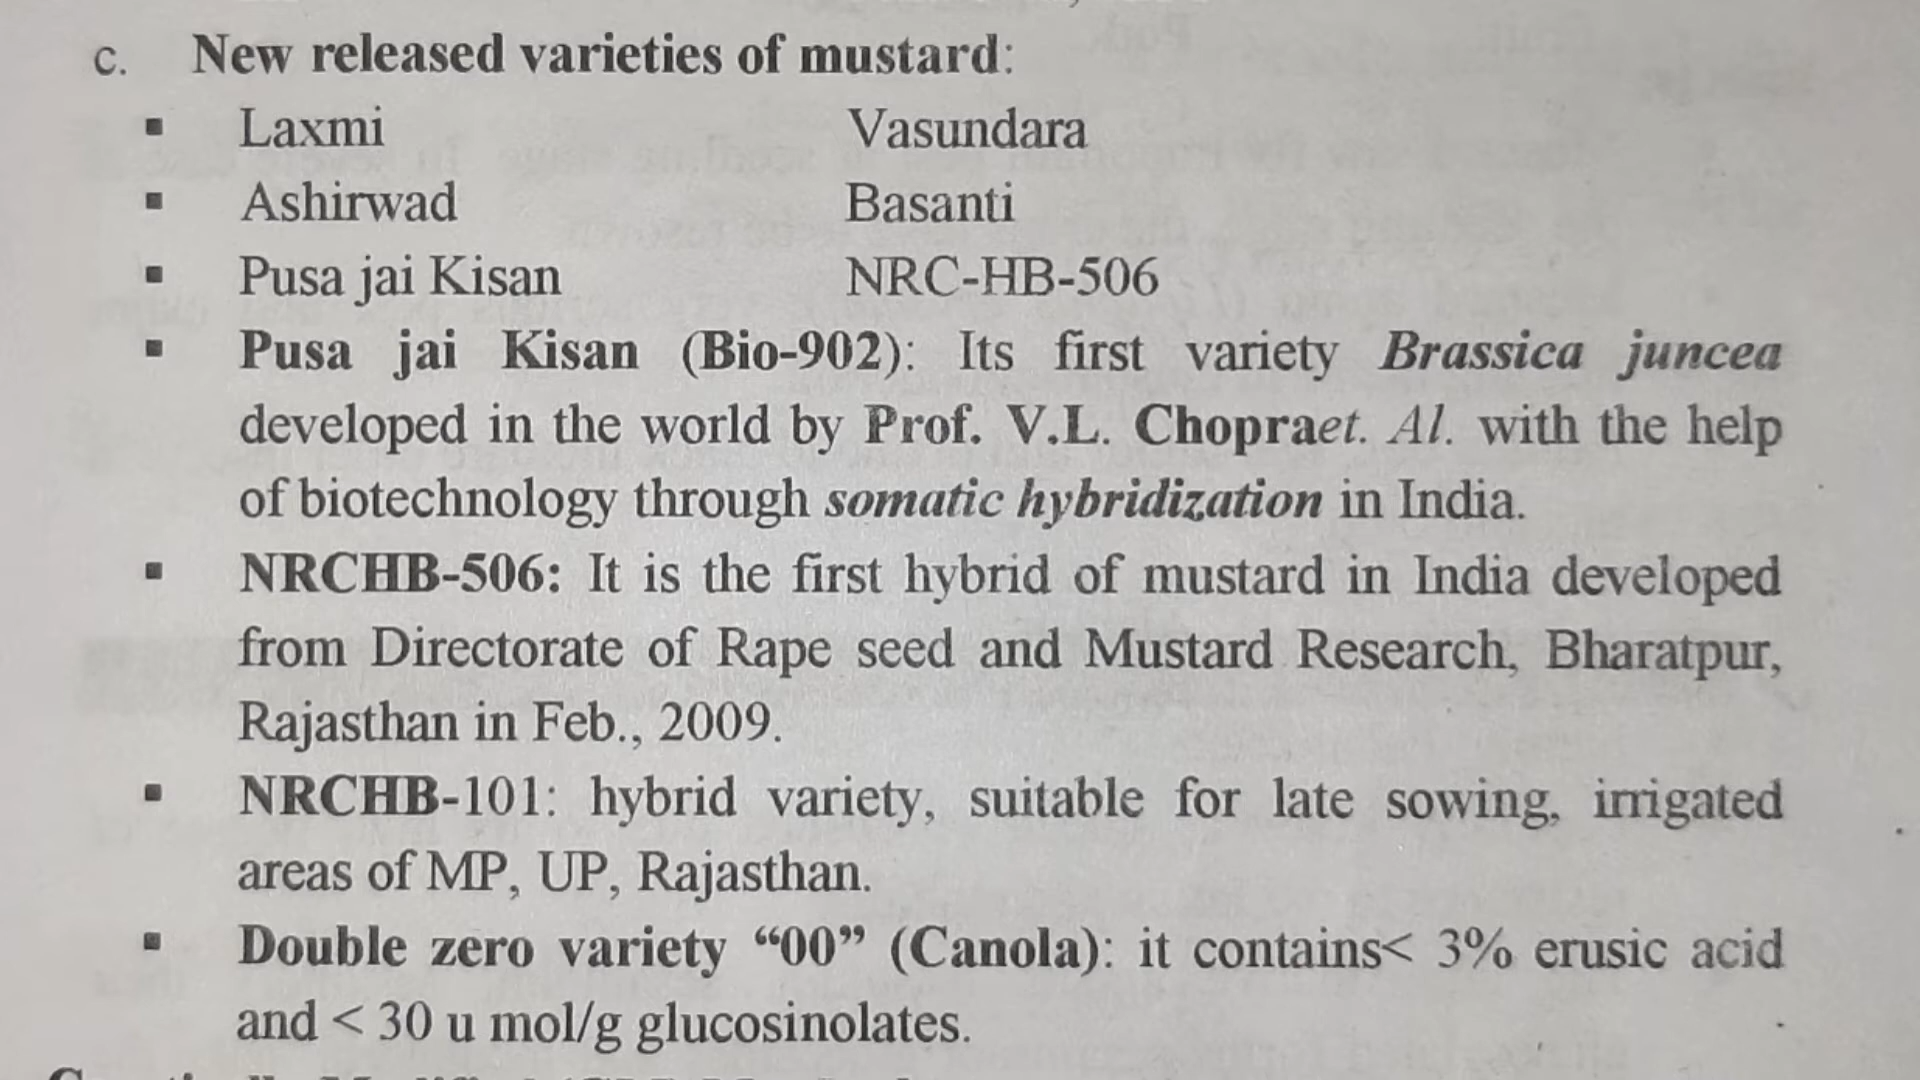 c. New released varieties of mustard:
▪ Laxmi Vasundara
▪ Ashirwad Basanti
▪ Pusa jai Kisan NRC-HB-506
▪ Pusa jai Kisan (Bio-902): Its first variety Brassica juncea
developed in the world by Prof. V.L. Chopraet. Al. with the help
of biotechnology through somatic hybridization in India.
▪ NRCHB-506: It is the first hybrid of mustard in India developed
from Directorate of Rape seed and Mustard Research, Bharatpur,
Rajasthan in Feb., 2009.
▪ NRCHB-101: hybrid variety, suitable for late sowing, irrigated
areas of MP, UP, Rajasthan.
▪ Double zero variety “00” (Canola): it contains< 3% erusic acid
and < 30 u mol/g glucosinolates.